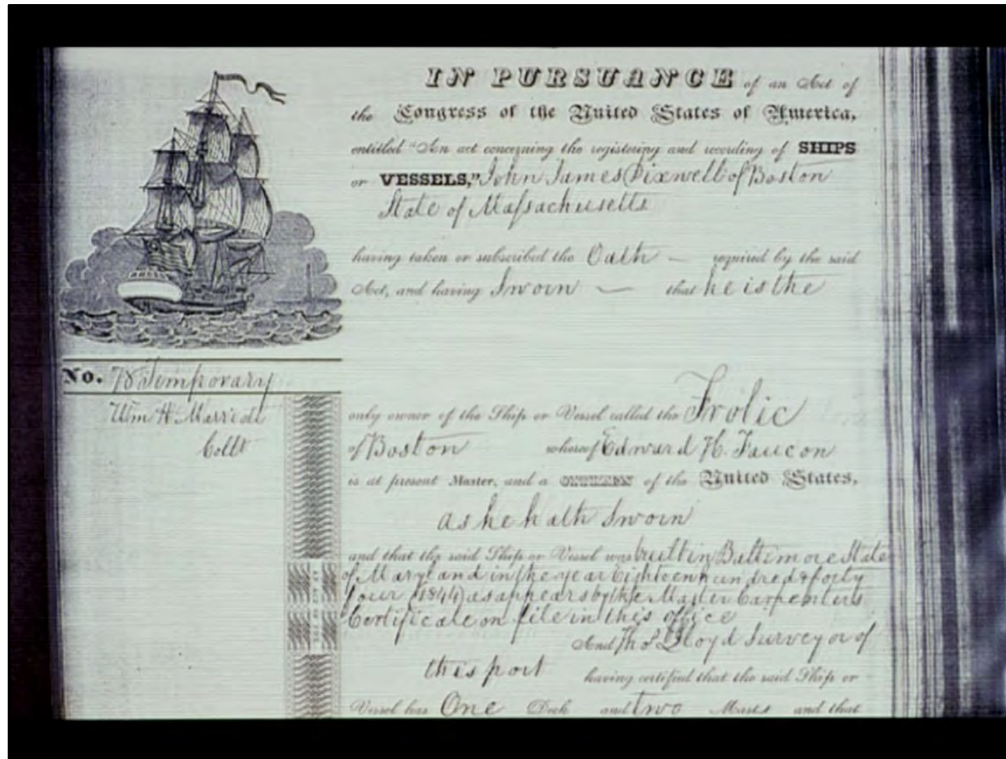 IN PURSUANCE of an Act of
the Congress of the United States of America,
entitled "An act concerning the registering and recording of SHIPS
or VESSELS," John James Dixwell of Boston
State of Massachusetts
having taken or subscribed the Oath — required by the said
Act, and having Sworn — that he is the
No. 78 Temporary
Wm H. Marriott
Collr
only owner of the Ship or Vessel called the Frolic
of Boston whereof Edward H. Faucon
is at present Master, and a CITIZEN of the United States,
as he hath Sworn
and that the said Ship or Vessel was built in Baltimore State
of Maryland in the year Eighteen hundred & forty
four 1844 as appears by the Master Carpenters
Certificate on file in this office
And Thos Lloyd Surveyor of
this port having certified that the said Ship or
Vessel has One Deck and two Masts and that